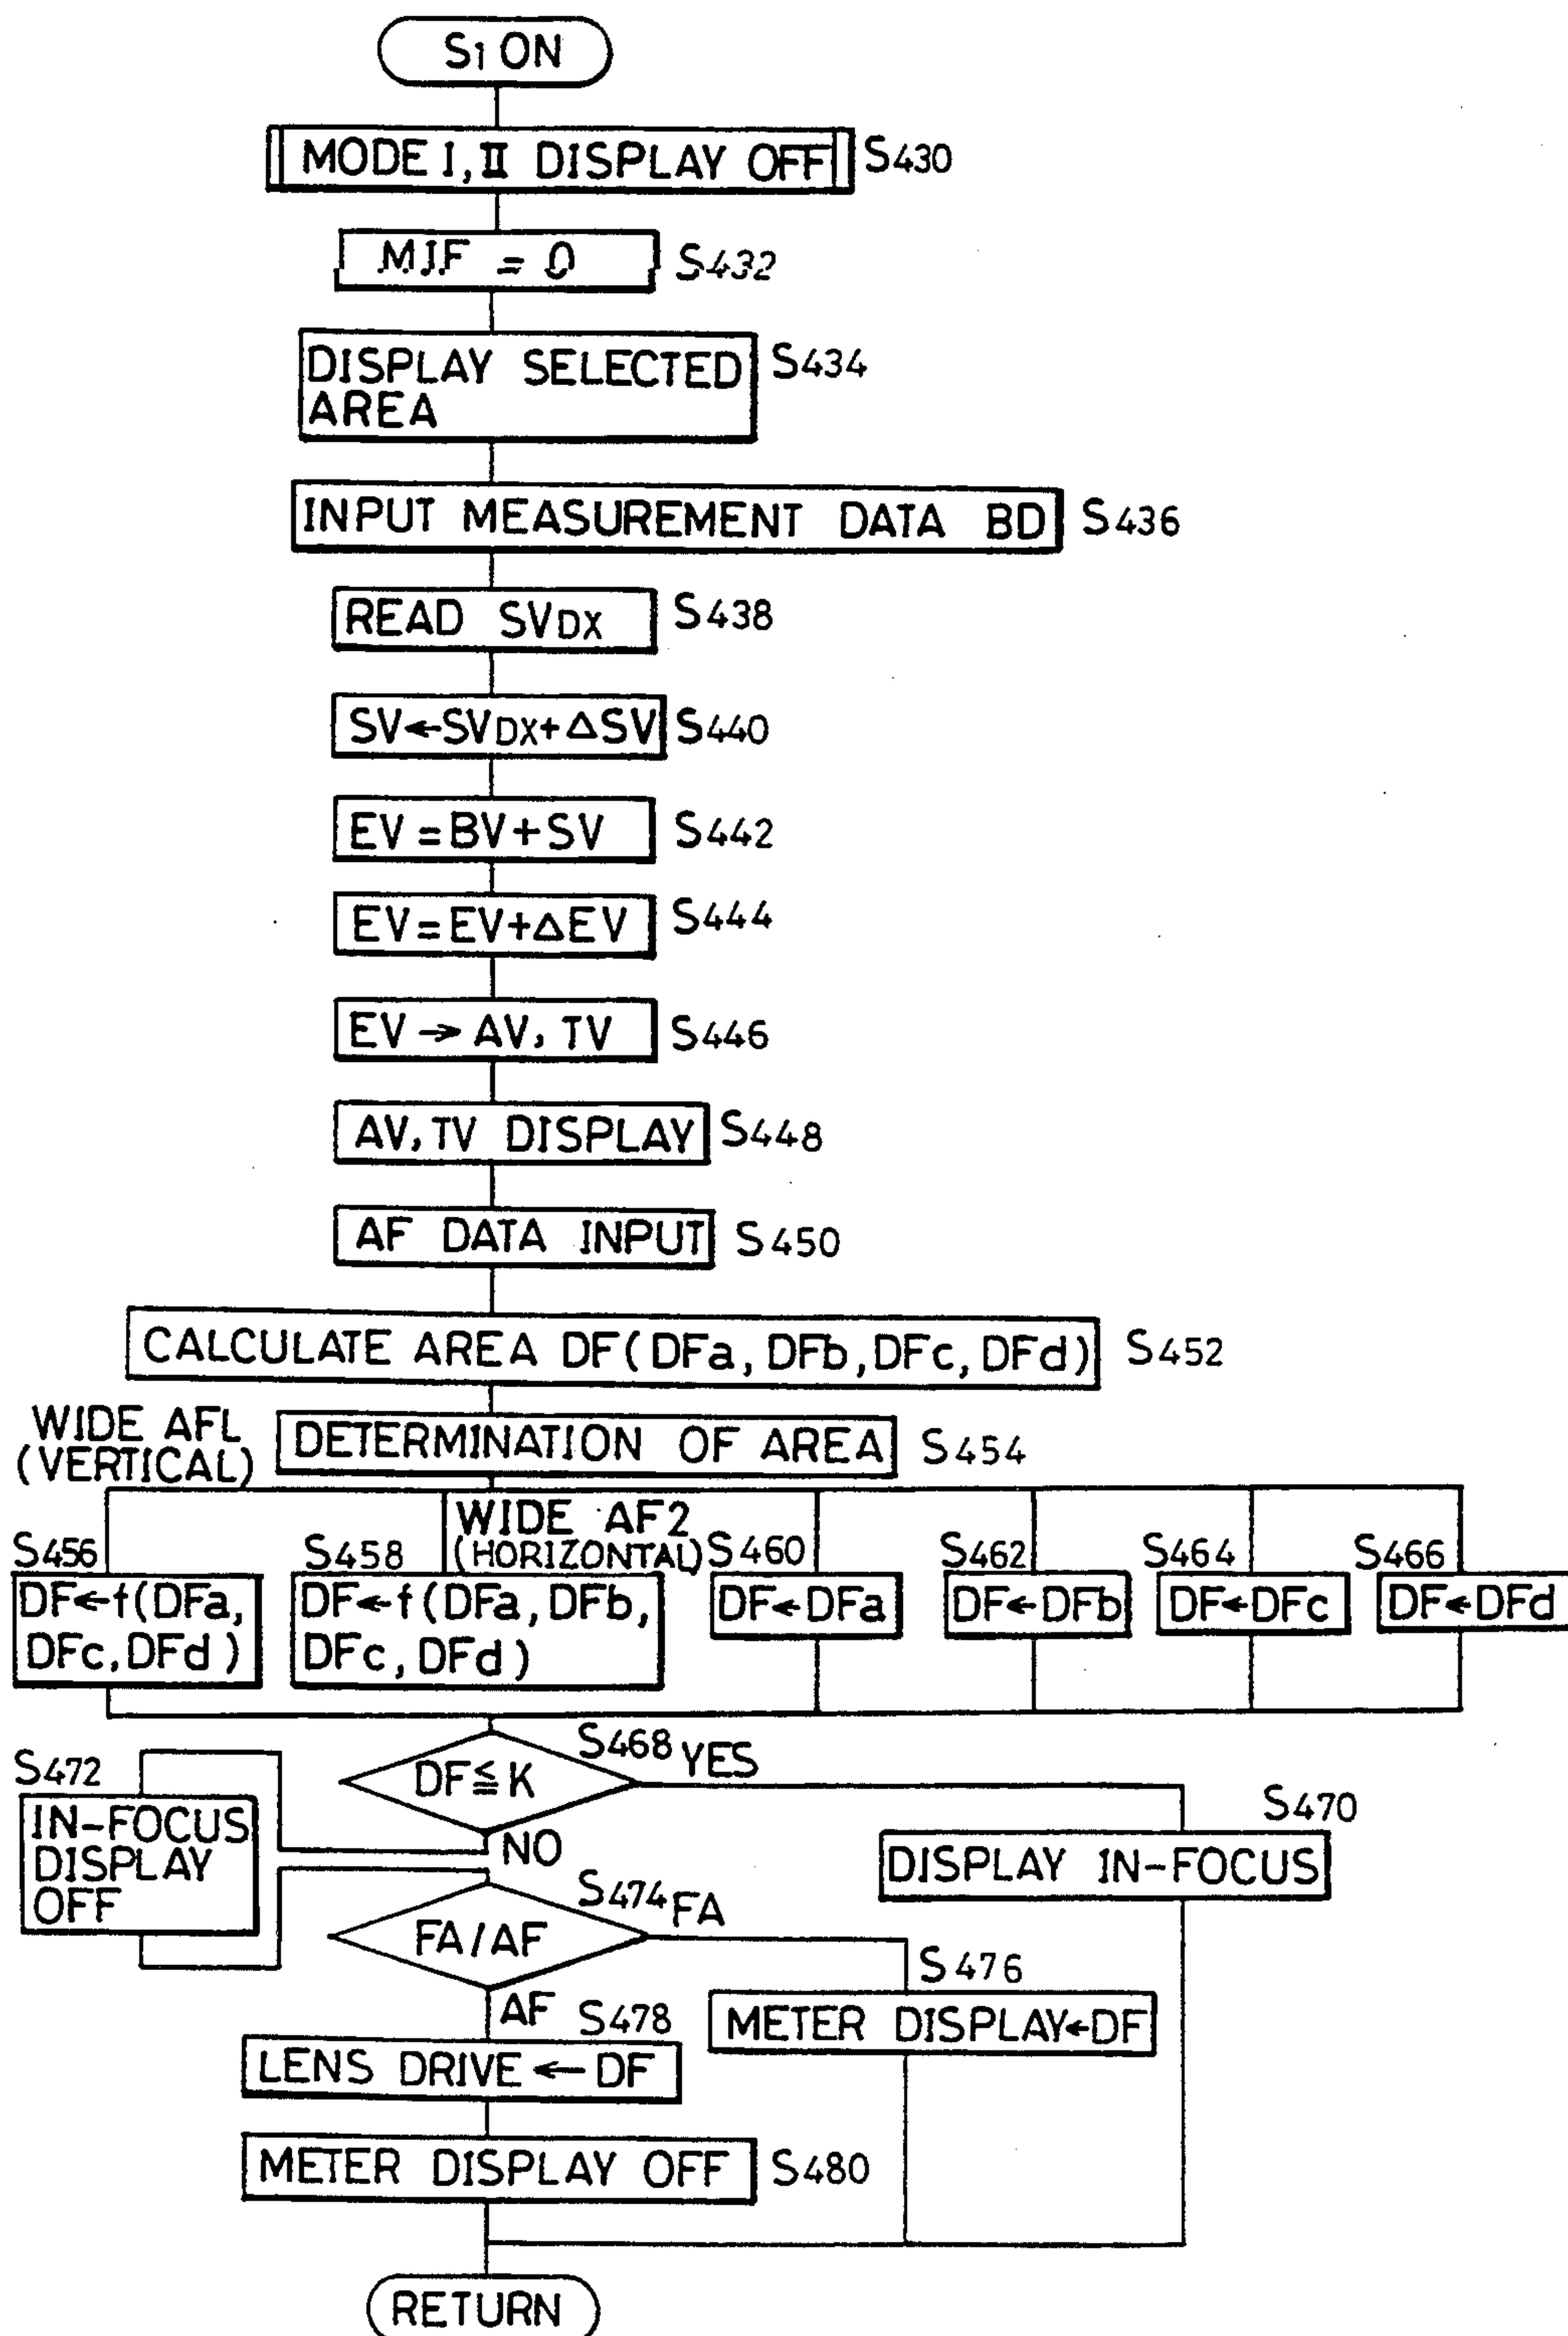 S1 ON
MODE I, II DISPLAY OFF S430
M.I.F = 0 S432
DISPLAY SELECTED S434
AREA
INPUT MEASUREMENT DATA BD S436
READ SVDX S438
SV←SVDX+△SV S440
EV=BV+SV S442
EV=EV+△EV S444
EV→AV, TV S446
AV, TV DISPLAY S448
AF DATA INPUT S450
CALCULATE AREA DF(DFa, DFb, DFc, DFd) S452
WIDE AFL
(VERTICAL)
DETERMINATION OF AREA S454
WIDE AF2
(HORIZONTAL)
S456 S458 S460 S462 S464 S466
DF←f(DFa,
DFc, DFd)
DF←f(DFa, DFb,
DFc, DFd)
DF←DFa
DF←DFb
DF←DFc
DF←DFd
S468
DF≦K
YES
NO
S470
DISPLAY IN-FOCUS
S472
IN-FOCUS
DISPLAY
OFF
S474
FA/AF
FA
AF
S476
METER DISPLAY←DF
S478
LENS DRIVE ← DF
METER DISPLAY OFF S480
RETURN